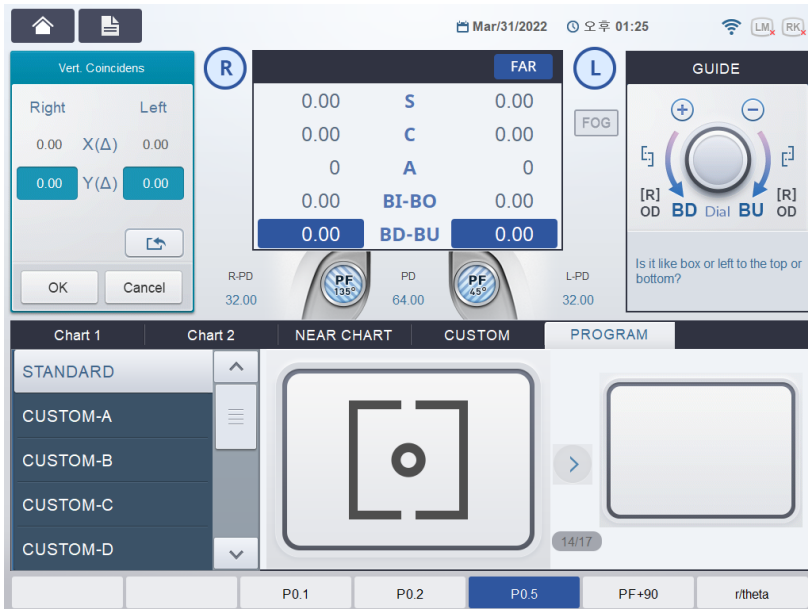 Mar/31/2022 오후 01:25 LM RK
Vert. Coincidens
Right Left
0.00 X(Δ) 0.00
0.00 Y(Δ) 0.00
OK Cancel
R L
FAR
0.00 S 0.00
0.00 C 0.00
0 A 0
0.00 BI-BO 0.00
0.00 BD-BU 0.00
FOG
R-PD PF 135° PD PF 45° L-PD
32.00 64.00 32.00
GUIDE
[R] [R]
OD BD Dial BU OD
Is it like box or left to the top or
bottom?
Chart 1 Chart 2 NEAR CHART CUSTOM PROGRAM
STANDARD
CUSTOM-A
CUSTOM-B
CUSTOM-C
CUSTOM-D
14/17
P0.1 P0.2 P0.5 PF+90 r/theta